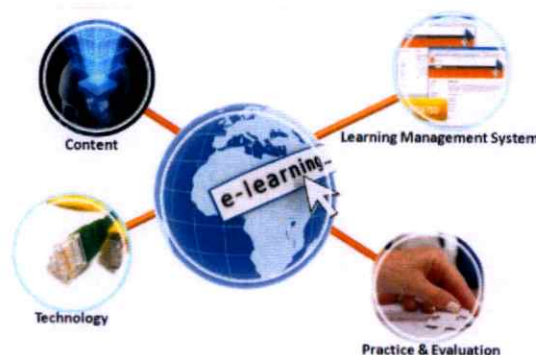 Content
Learning Management System
e-learning
Technology
Practice & Evaluation